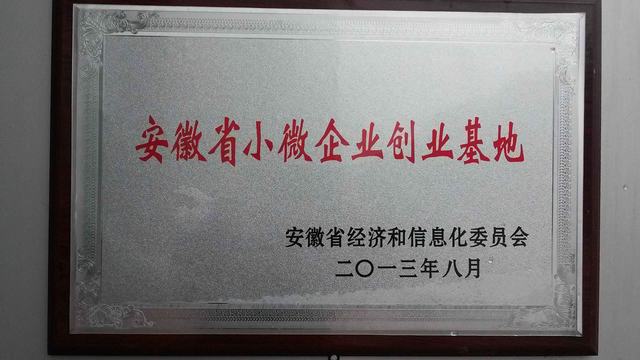 安徽省小微企业创业基地
安徽省经济和信息化委员会
二〇一三年八月